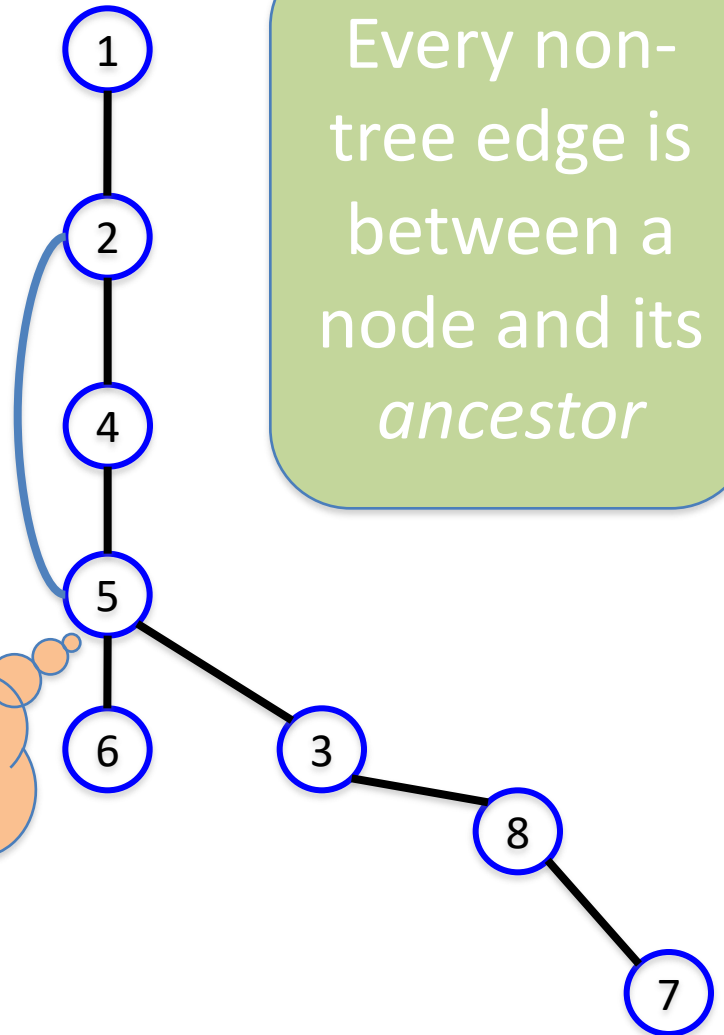 1
Every non-
tree edge is
between a
node and its
ancestor
2
4
5
6
3
8
7